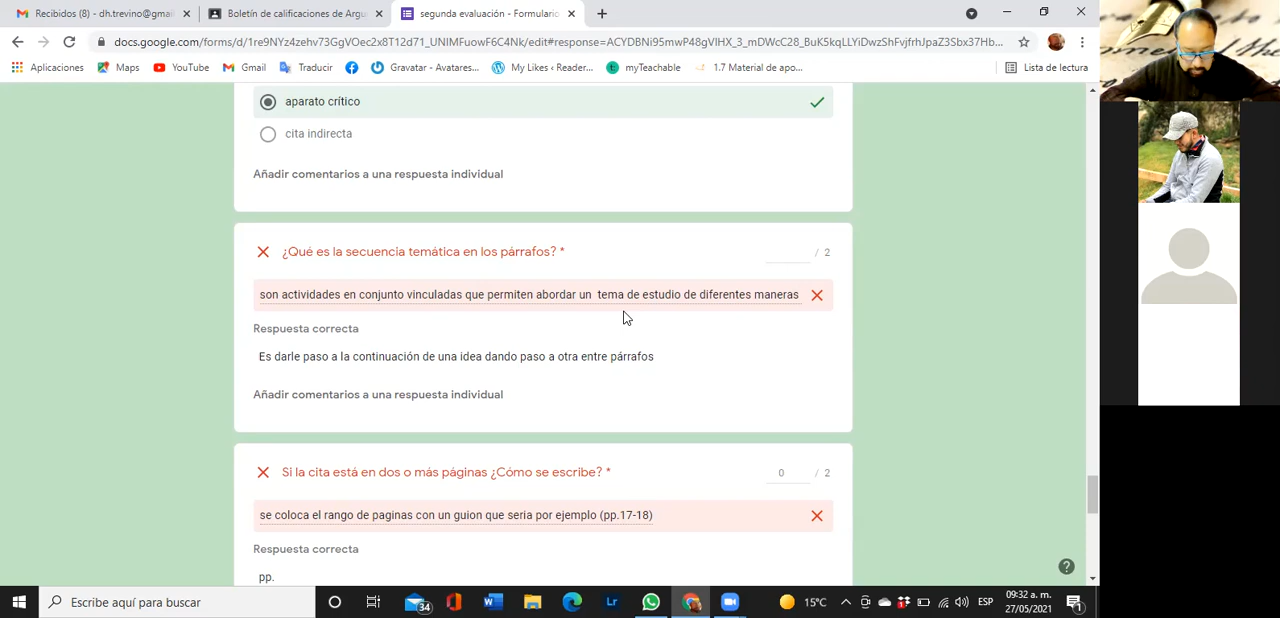 Recibidos (8) - dh.trevino@gmai
Boletín de calificaciones de Argu
segunda evaluación - Formulario
docs.google.com/forms/d/1re9NYz4zehv73GgVOec2x8T12d71_UNIMFuowF6C4Nk/edit#response=ACYDBNi95mwP48gVIHX_3_mDWcC28_BuK5kqLLYiDwzShFvjfrhJpaZ3Sbx37Hb...
Aplicaciones
Maps
YouTube
Gmail
Traducir
Gravatar - Avatares...
My Likes ‹ Reader...
myTeachable
1.7 Material de apo...
Lista de lectura
aparato crítico
cita indirecta
Añadir comentarios a una respuesta individual
¿Qué es la secuencia temática en los párrafos? *
/ 2
son actividades en conjunto vinculadas que permiten abordar un tema de estudio de diferentes maneras
Respuesta correcta
Es darle paso a la continuación de una idea dando paso a otra entre párrafos
Añadir comentarios a una respuesta individual
Si la cita está en dos o más páginas ¿Cómo se escribe? *
0 / 2
se coloca el rango de paginas con un guion que seria por ejemplo (pp.17-18)
Respuesta correcta
pp.
Escribe aquí para buscar
34
15°C
ESP
09:32 a. m.
27/05/2021
1